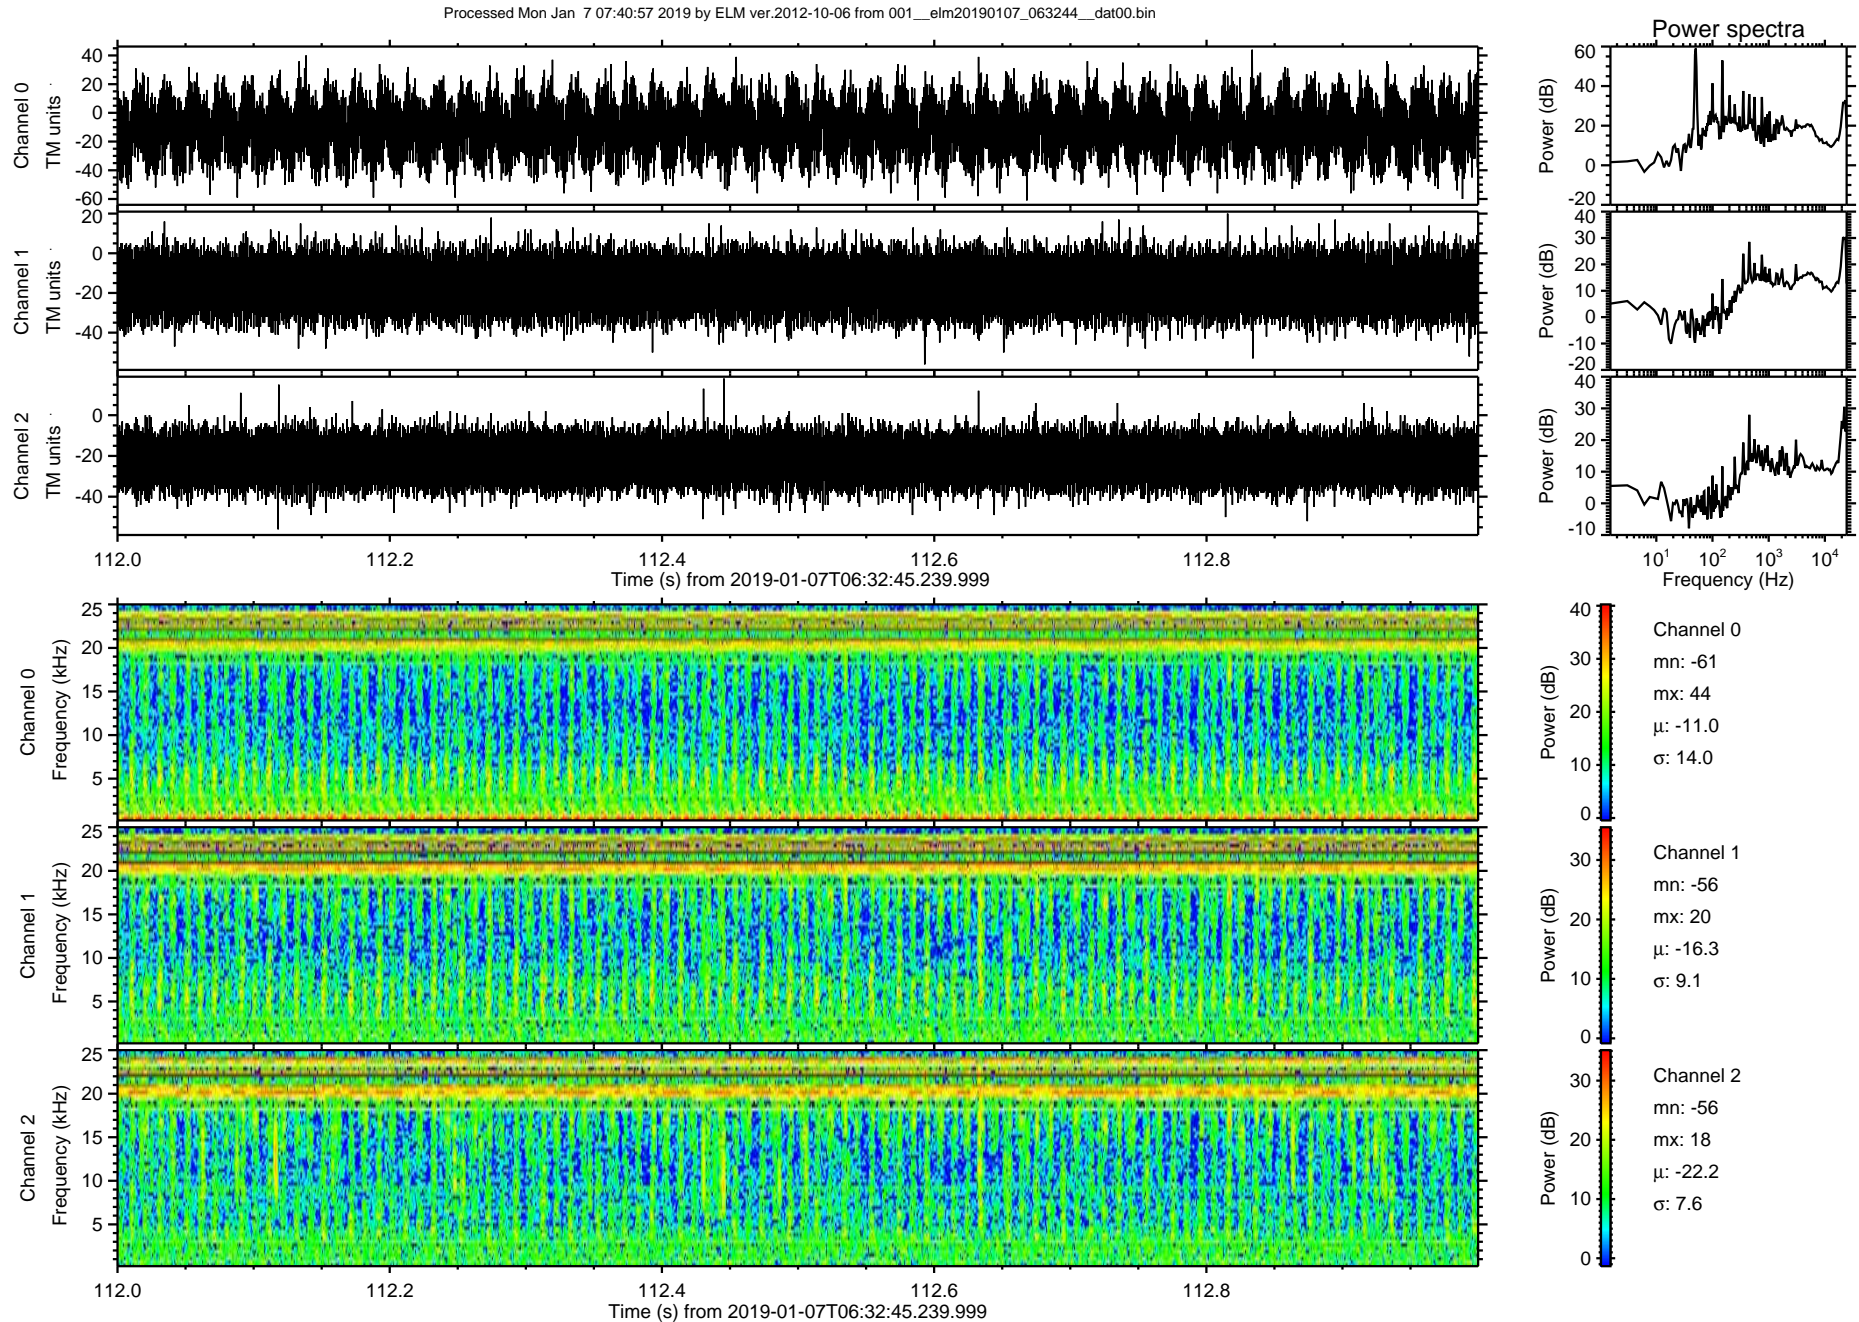 Processed Mon Jan  7 07:40:57 2019 by ELM ver.2012-10-06 from 001__elm20190107_063244__dat00.bin
Power spectra
Channel 0
TM units
40
20
0
-20
-40
-60
Power (dB)
60
40
20
0
-20
Channel 1
TM units
20
0
-20
-40
Power (dB)
40
30
20
10
0
-10
-20
Channel 2
TM units
0
-20
-40
Power (dB)
40
30
20
10
0
-10
112.0 112.2 112.4 112.6 112.8
Time (s) from 2019-01-07T06:32:45.239.999
10^1 10^2 10^3 10^4
Frequency (Hz)
Channel 0
Frequency (kHz)
25
20
15
10
5
Power (dB)
40
30
20
10
0
Channel 0
mn: -61
mx: 44
μ: -11.0
σ: 14.0
Channel 1
Frequency (kHz)
25
20
15
10
5
Power (dB)
30
20
10
0
Channel 1
mn: -56
mx: 20
μ: -16.3
σ: 9.1
Channel 2
Frequency (kHz)
25
20
15
10
5
Power (dB)
30
20
10
0
Channel 2
mn: -56
mx: 18
μ: -22.2
σ: 7.6
112.0 112.2 112.4 112.6 112.8
Time (s) from 2019-01-07T06:32:45.239.999